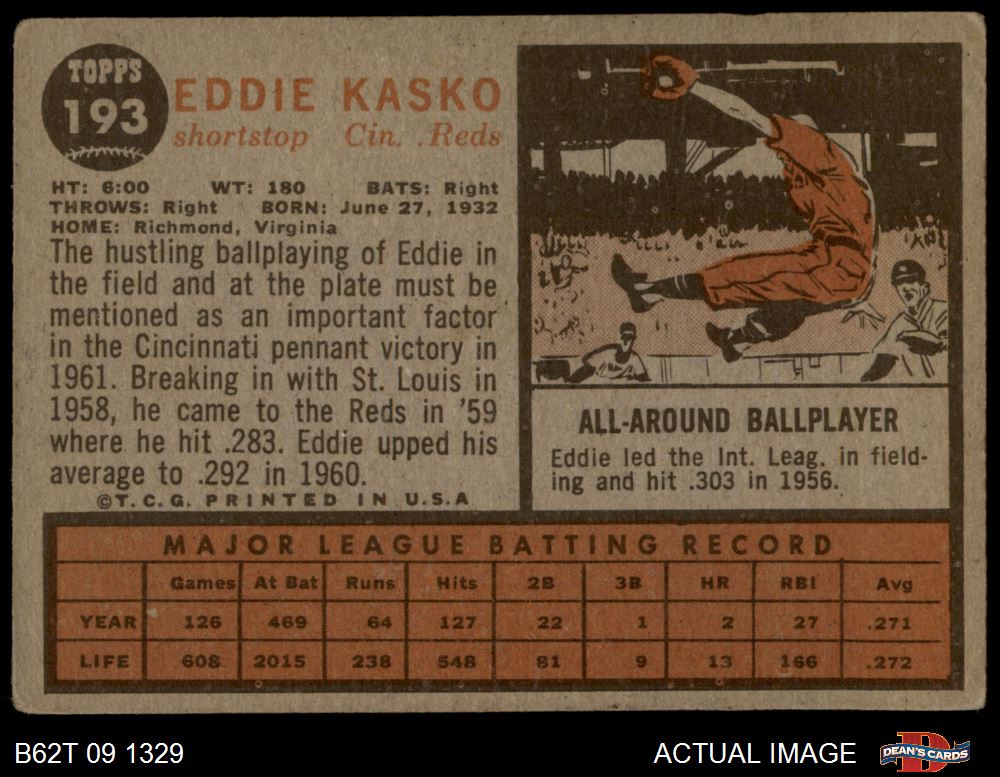 TOPPS
193
EDDIE KASKO
shortstop Cin. .Reds
HT: 6:00 WT: 180 BATS: Right
THROWS: Right BORN: June 27, 1932
HOME: Richmond, Virginia
The hustling ballplaying of Eddie in
the field and at the plate must be
mentioned as an important factor
in the Cincinnati pennant victory in
1961. Breaking in with St. Louis in
1958, he came to the Reds in '59
where he hit .283. Eddie upped his
average to .292 in 1960.
©T.C.G. PRINTED IN U.S.A
ALL-AROUND BALLPLAYER
Eddie led the Int. Leag. in field-
ing and hit .303 in 1956.
MAJOR LEAGUE BATTING RECORD
Games At Bat Runs Hits 2B 3B HR RBI Avg
YEAR 126 469 64 127 22 1 2 27 .271
LIFE 608 2015 238 548 81 9 13 166 .272
B62T 09 1329
ACTUAL IMAGE
D
DEAN'S CARDS